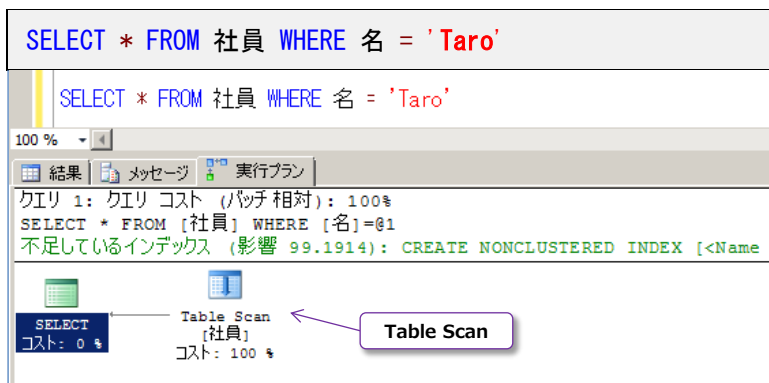 SELECT * FROM 社員 WHERE 名 = 'Taro'
SELECT * FROM 社員 WHERE 名 = 'Taro'
100 %
結果 メッセージ 実行プラン
クエリ 1: クエリ コスト (バッチ相対): 100%
SELECT * FROM [社員] WHERE [名]=@1
不足しているインデックス (影響 99.1914): CREATE NONCLUSTERED INDEX [<Name
SELECT
コスト: 0 %
Table Scan
[社員]
コスト: 100 %
Table Scan